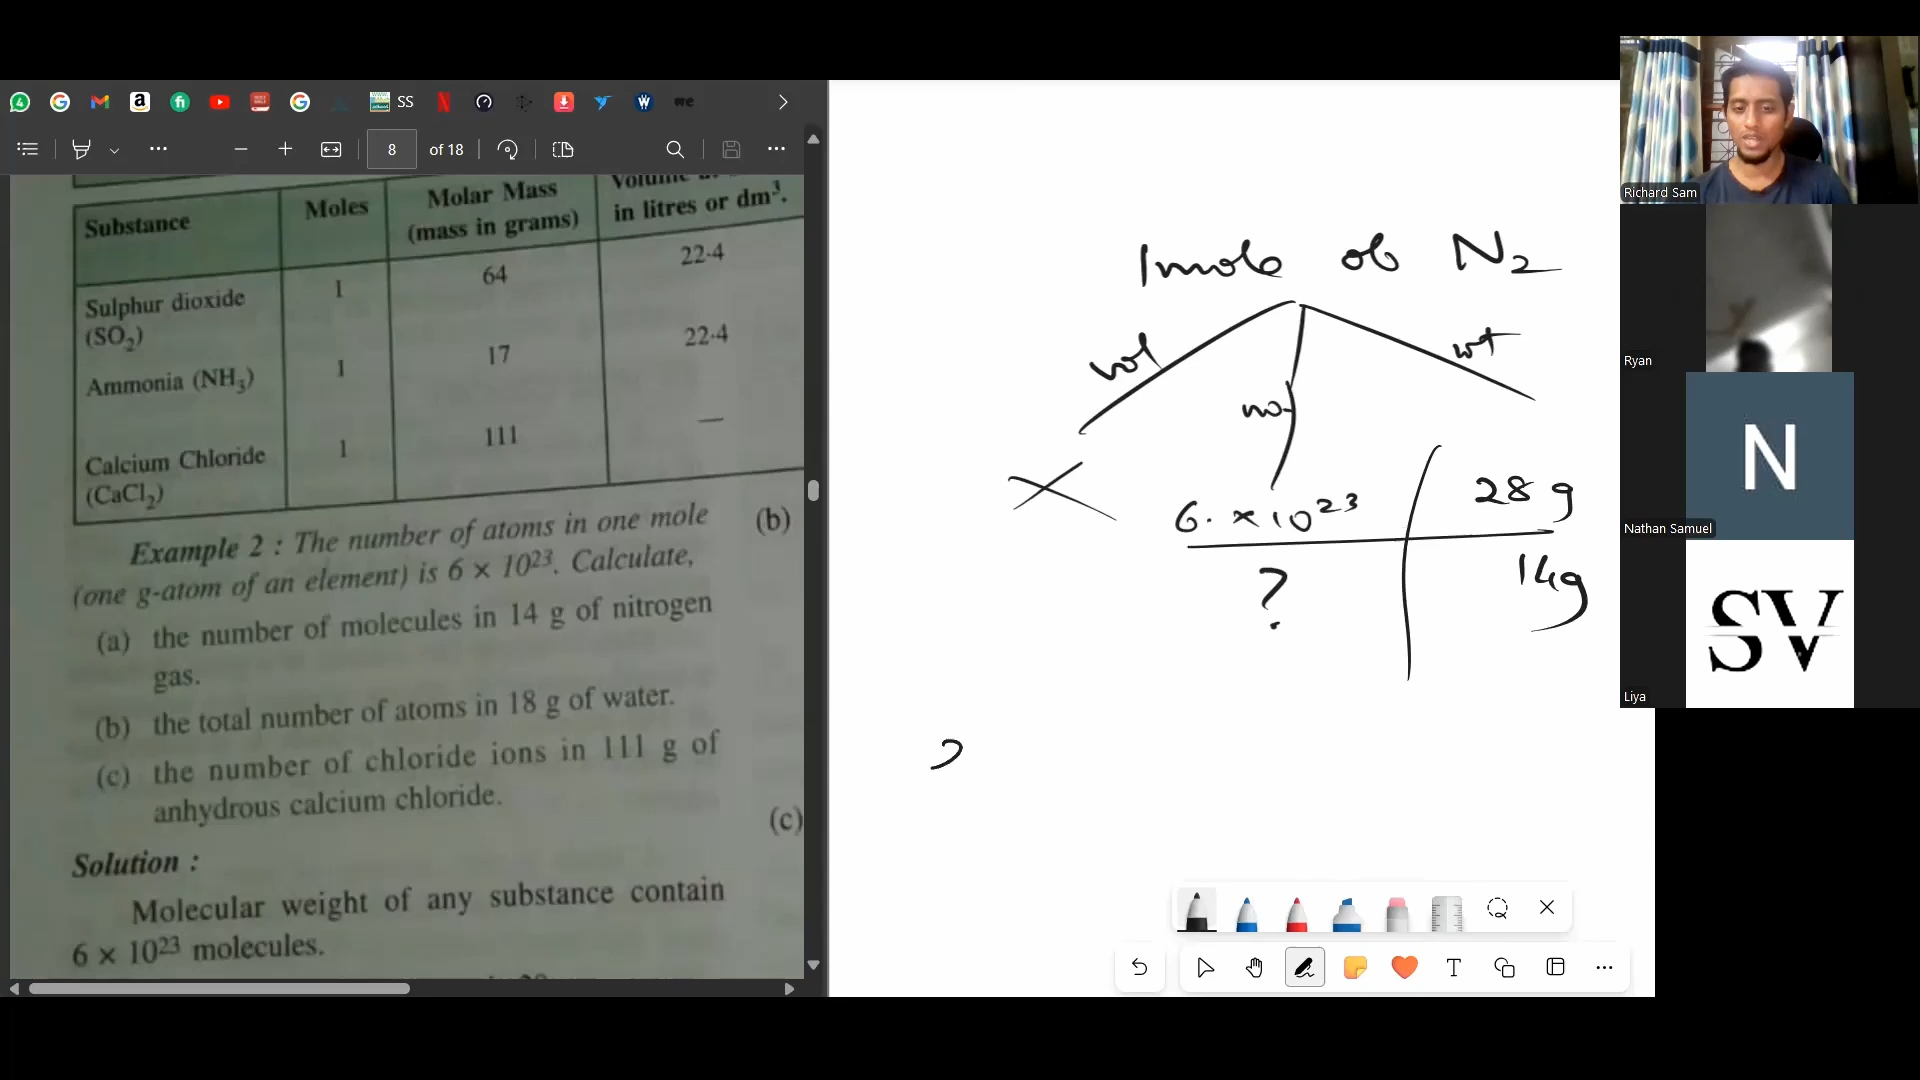 SS
we
8 of 18
Substance
Moles
Molar Mass
(mass in grams)
in litres or dm³.
Sulphur dioxide
(SO₂)
1
64
22·4
Ammonia (NH₃)
1
17
22·4
Calcium Chloride
(CaCl₂)
1
111
—
Example 2 : The number of atoms in one mole
(one g-atom of an element) is 6 × 10²³. Calculate,
(a) the number of molecules in 14 g of nitrogen
gas.
(b) the total number of atoms in 18 g of water.
(c) the number of chloride ions in 111 g of
anhydrous calcium chloride.
Solution :
Molecular weight of any substance contain
6 × 10²³ molecules.
(b)
(c)
1 mole of N₂
vol
no
wt
6. × 10²³
28 g
?
14g
T
Richard Sam
Ryan
N
Nathan Samuel
SV
Liya